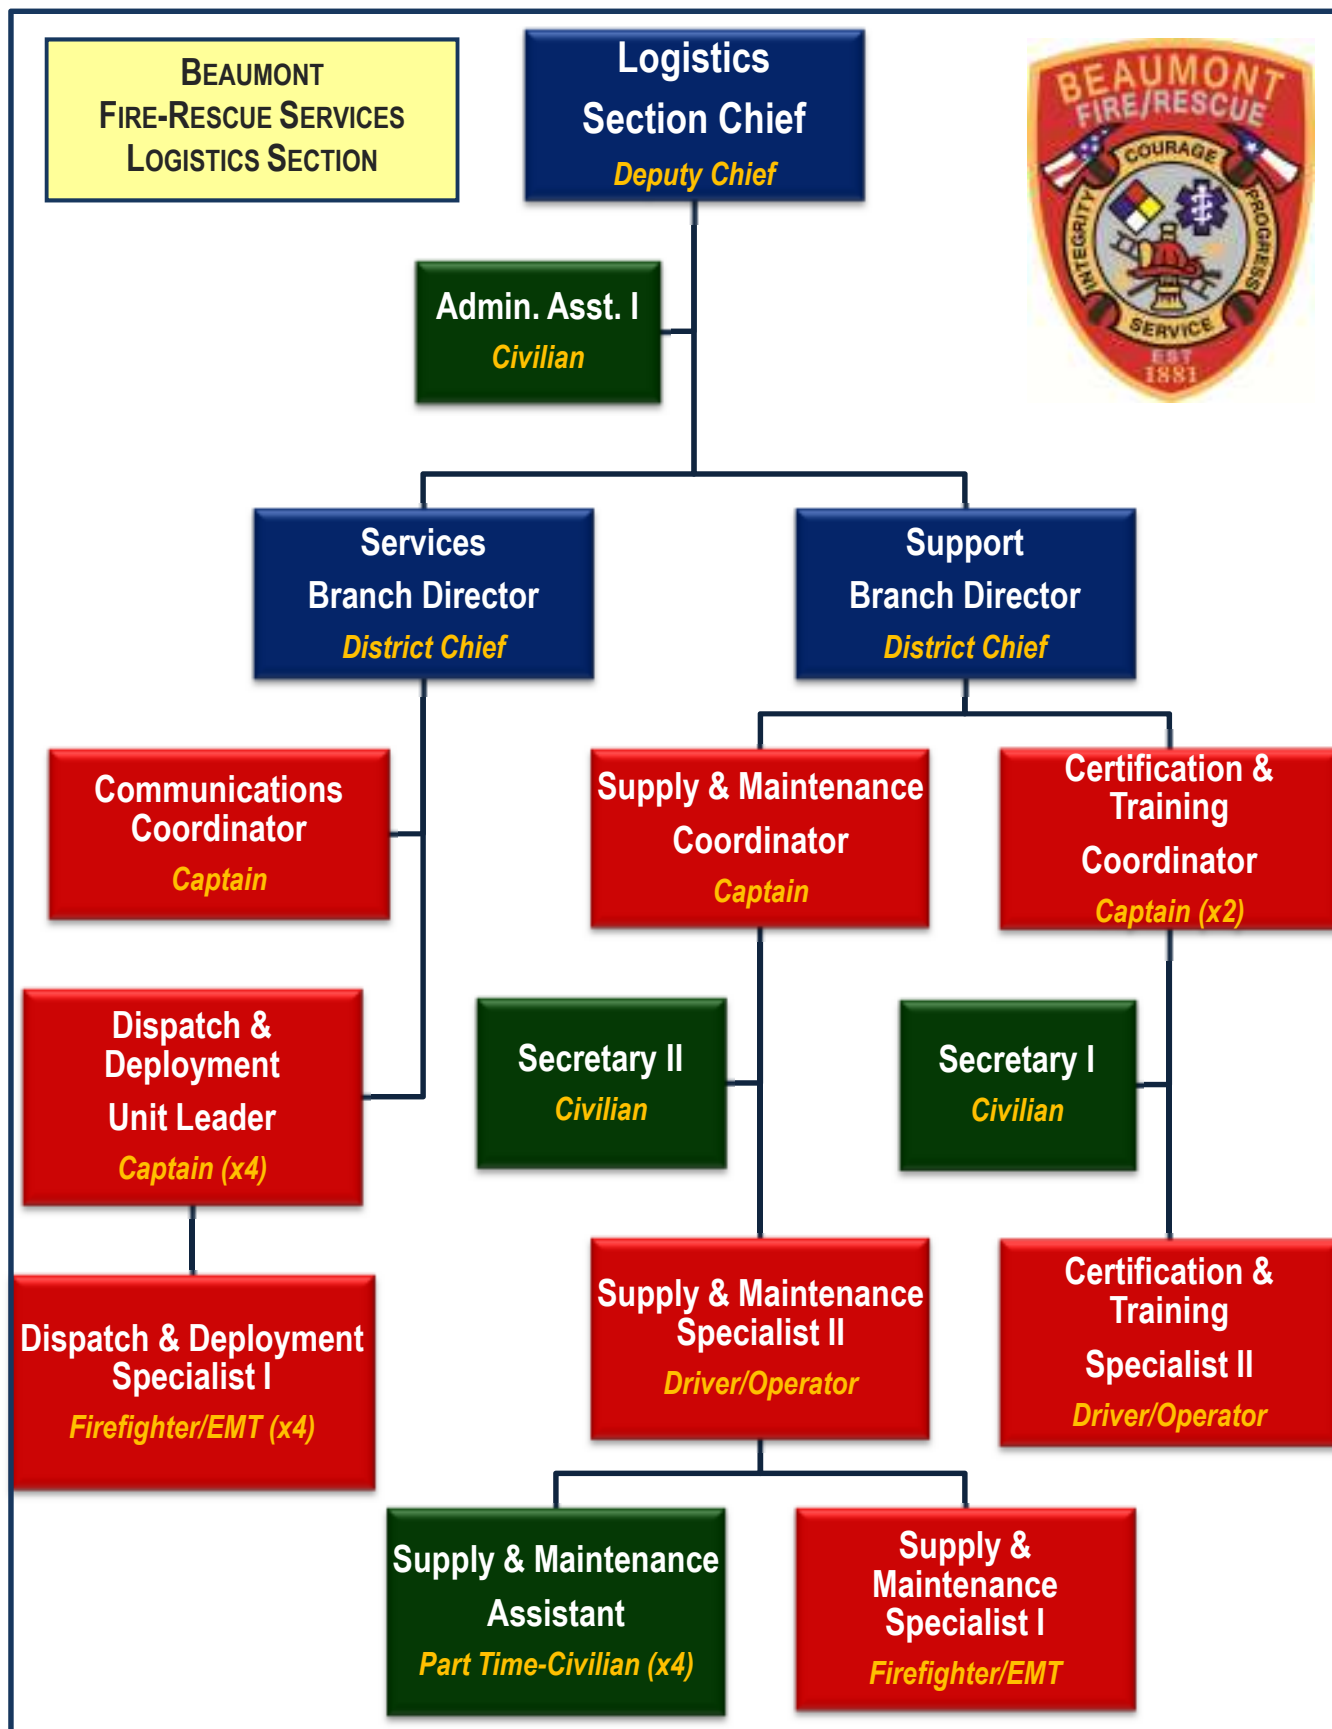 BEAUMONT
FIRE-RESCUE SERVICES
LOGISTICS SECTION
Logistics
Section Chief
Deputy Chief
BEAUMONT
FIRE/RESCUE
COURAGE
INTEGRITY
PROGRESS
SERVICE
EST
1881
Admin. Asst. I
Civilian
Services
Branch Director
District Chief
Support
Branch Director
District Chief
Communications
Coordinator
Captain
Supply & Maintenance
Coordinator
Captain
Certification &
Training
Coordinator
Captain (x2)
Dispatch &
Deployment
Unit Leader
Captain (x4)
Secretary II
Civilian
Secretary I
Civilian
Dispatch & Deployment
Specialist I
Firefighter/EMT (x4)
Supply & Maintenance
Specialist II
Driver/Operator
Certification &
Training
Specialist II
Driver/Operator
Supply & Maintenance
Assistant
Part Time-Civilian (x4)
Supply &
Maintenance
Specialist I
Firefighter/EMT